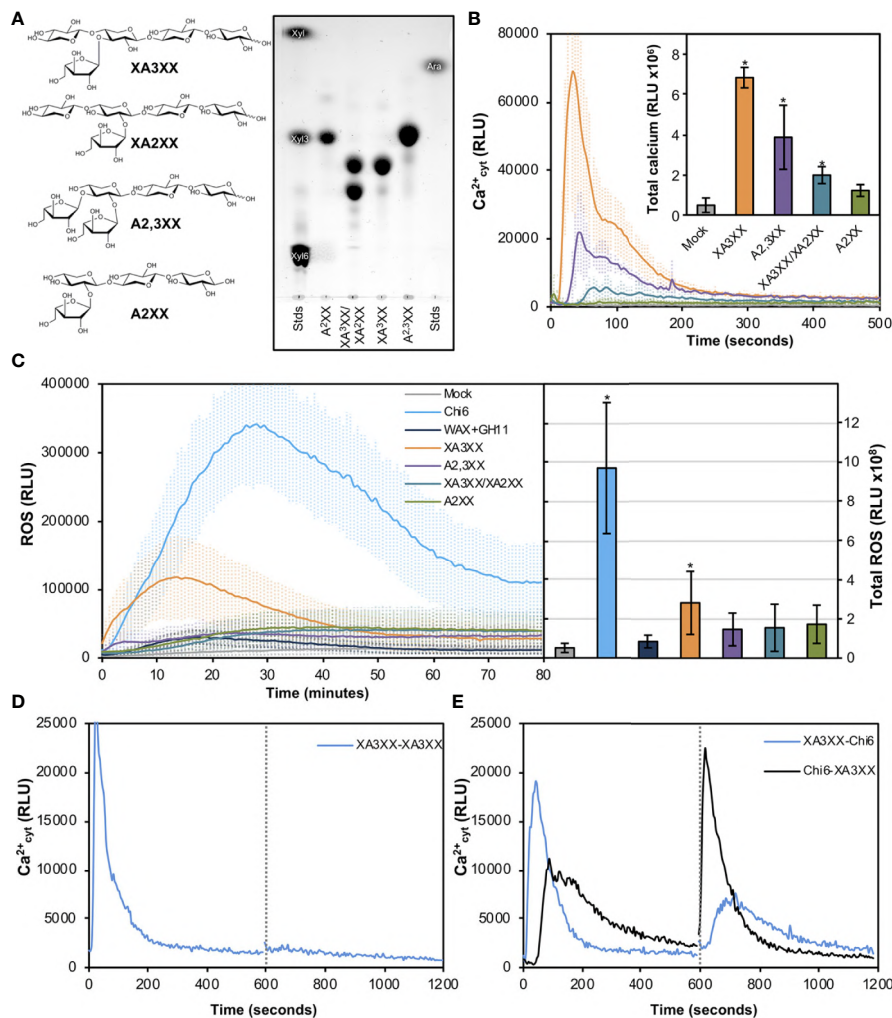 A
XA3XX
XA2XX
A2,3XX
A2XX
Xyl
Ara
Xyl3
Xyl6
Stds
A²XX
XA³XX/
XA²XX
XA³XX
A²,³XX
Stds
B
Ca²⁺cyt (RLU)
80000
60000
40000
20000
0
0 100 200 300 400 500
Time (seconds)
Total calcium (RLU x10⁶)
8
6
4
2
0
* * *
Mock
XA3XX
A2,3XX
XA3XX/XA2XX
A2XX
C
ROS (RLU)
400000
300000
200000
100000
0
0 10 20 30 40 50 60 70 80
Time (minutes)
Mock
Chi6
WAX+GH11
XA3XX
A2,3XX
XA3XX/XA2XX
A2XX
* *
12
10
8
6
4
2
0
Total ROS (RLU x10⁸)
D
Ca²⁺cyt (RLU)
25000
20000
15000
10000
5000
0
0 200 400 600 800 1000 1200
Time (seconds)
XA3XX-XA3XX
E
Ca²⁺cyt (RLU)
25000
20000
15000
10000
5000
0
0 200 400 600 800 1000 1200
Time (seconds)
XA3XX-Chi6
Chi6-XA3XX